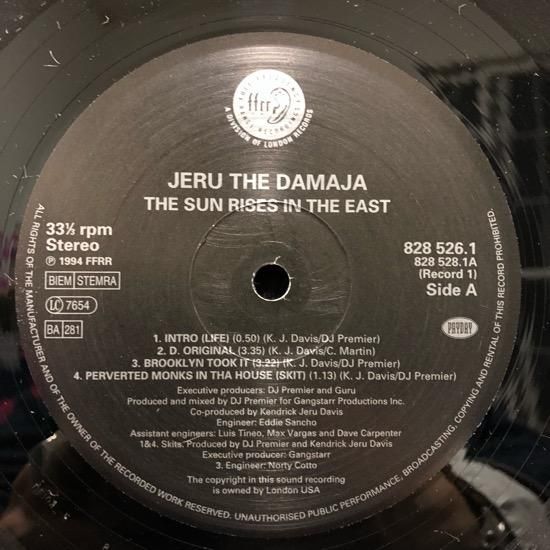 FULL FREQUENCY
ffrr
RANGE RECORDINGS
A DIVISION OF LONDON RECORDS
JERU THE DAMAJA
THE SUN RISES IN THE EAST
33⅓ rpm
Stereo
℗ 1994 FFRR
BIEM STEMRA
LC 7654
BA 281
828 526.1
828 528.1A
(Record 1)
Side A
PAYDAY
1. INTRO (LIFE) (0.50) (K. J. Davis/DJ Premier)
2. D. ORIGINAL (3.35) (K. J. Davis/C. Martin)
3. BROOKLYN TOOK IT (3.22) (K. J. Davis/DJ Premier)
4. PERVERTED MONKS IN THA HOUSE (SKIT) (1.13) (K. J. Davis/DJ Premier)
Executive producers: DJ Premier and Guru
Produced and mixed by DJ Premier for Gangstarr Productions Inc.
Co-produced by Kendrick Jeru Davis
Engineer: Eddie Sancho
Assistant engineers: Luis Tineo, Max Vargas and Dave Carpenter
1&4. Skits. Produced by DJ Premier and Kendrick Jeru Davis
Executive producer: Gangstarr
3. Engineer: Norty Cotto
The copyright in this sound recording
is owned by London USA
ALL RIGHTS OF THE MANUFACTURER AND OF THE OWNER OF THE RECORDED WORK RESERVED. UNAUTHORISED PUBLIC PERFORMANCE, BROADCASTING, COPYING AND RENTAL OF THIS RECORD PROHIBITED.